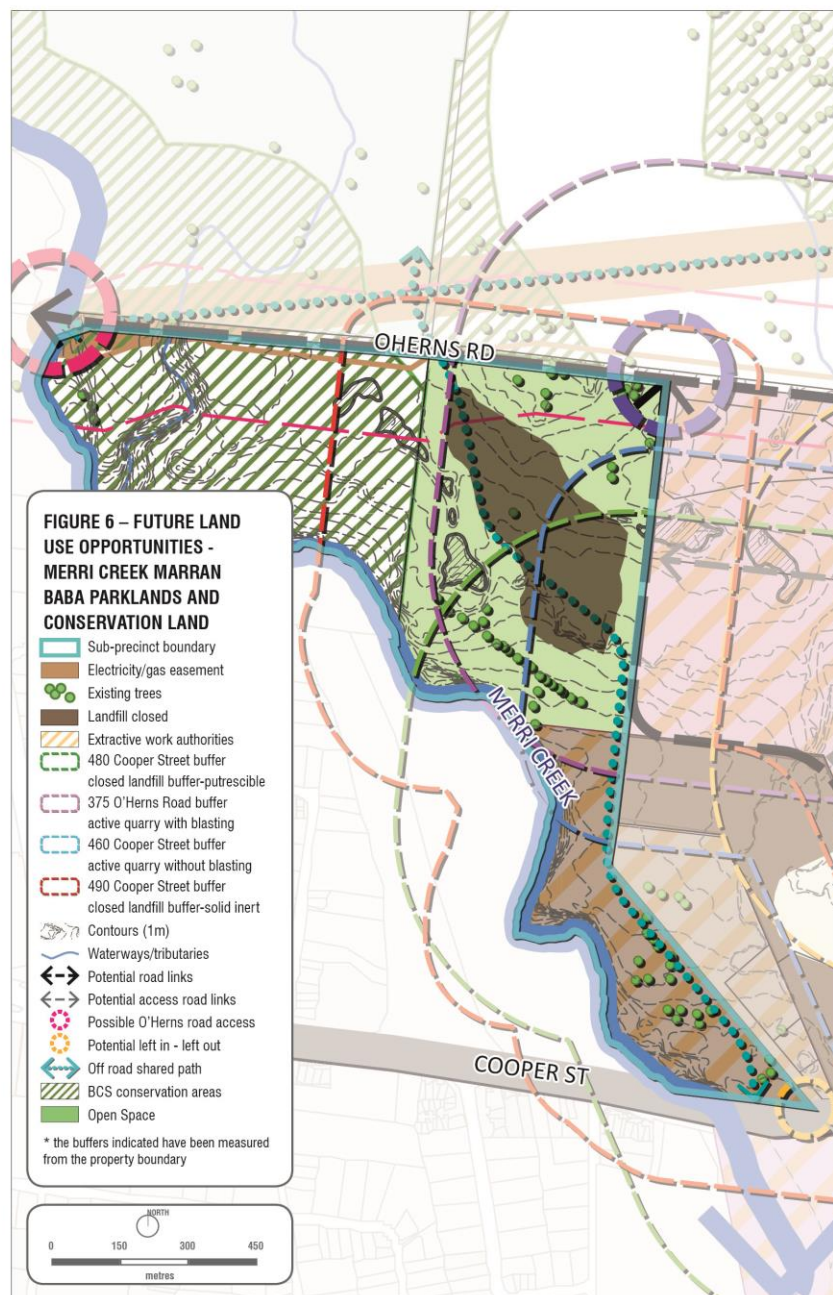 OHERNS RD
MERRI CREEK
COOPER ST
FIGURE 6 – FUTURE LAND
USE OPPORTUNITIES -
MERRI CREEK MARRAN
BABA PARKLANDS AND
CONSERVATION LAND
Sub-precinct boundary
Electricity/gas easement
Existing trees
Landfill closed
Extractive work authorities
480 Cooper Street buffer
closed landfill buffer-putrescible
375 O'Herns Road buffer
active quarry with blasting
460 Cooper Street buffer
active quarry without blasting
490 Cooper Street buffer
closed landfill buffer-solid inert
Contours (1m)
Waterways/tributaries
Potential road links
Potential access road links
Possible O'Herns road access
Potential left in - left out
Off road shared path
BCS conservation areas
Open Space
* the buffers indicated have been measured
from the property boundary
NORTH
0 150 300 450
metres